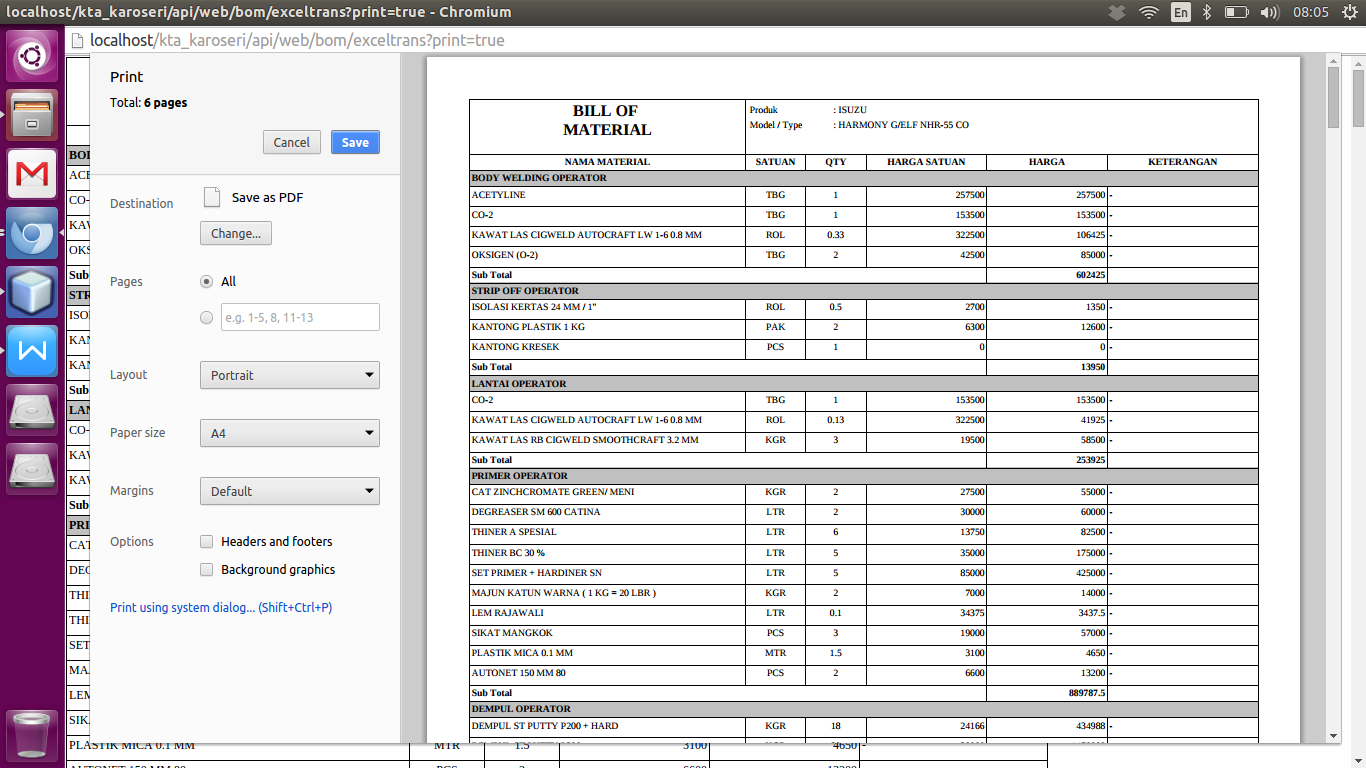 localhost/kta_karoseri/api/web/bom/exceltrans?print=true - Chromium
En
08:05
localhost/kta_karoseri/api/web/bom/exceltrans?print=true
Print
Total: 6 pages
Cancel
Save
Destination
Save as PDF
Change...
Pages
All
e.g. 1-5, 8, 11-13
Layout
Portrait
Paper size
A4
Margins
Default
Options
Headers and footers
Background graphics
Print using system dialog... (Shift+Ctrl+P)
BILL OF
MATERIAL
Produk : ISUZU
Model / Type : HARMONY G/ELF NHR-55 CO
NAMA MATERIAL SATUAN QTY HARGA SATUAN HARGA KETERANGAN
BODY WELDING OPERATOR
ACETYLINE TBG 1 257500 257500 -
CO-2 TBG 1 153500 153500 -
KAWAT LAS CIGWELD AUTOCRAFT LW 1-6 0.8 MM ROL 0.33 322500 106425 -
OKSIGEN (O-2) TBG 2 42500 85000 -
Sub Total 602425
STRIP OFF OPERATOR
ISOLASI KERTAS 24 MM / 1" ROL 0.5 2700 1350 -
KANTONG PLASTIK 1 KG PAK 2 6300 12600 -
KANTONG KRESEK PCS 1 0 0 -
Sub Total 13950
LANTAI OPERATOR
CO-2 TBG 1 153500 153500 -
KAWAT LAS CIGWELD AUTOCRAFT LW 1-6 0.8 MM ROL 0.13 322500 41925 -
KAWAT LAS RB CIGWELD SMOOTHCRAFT 3.2 MM KGR 3 19500 58500 -
Sub Total 253925
PRIMER OPERATOR
CAT ZINCHCROMATE GREEN/ MENI KGR 2 27500 55000 -
DEGREASER SM 600 CATINA LTR 2 30000 60000 -
THINER A SPESIAL LTR 6 13750 82500 -
THINER BC 30 % LTR 5 35000 175000 -
SET PRIMER + HARDINER SN LTR 5 85000 425000 -
MAJUN KATUN WARNA ( 1 KG = 20 LBR ) KGR 2 7000 14000 -
LEM RAJAWALI LTR 0.1 34375 3437.5 -
SIKAT MANGKOK PCS 3 19000 57000 -
PLASTIK MICA 0.1 MM MTR 1.5 3100 4650 -
AUTONET 150 MM 80 PCS 2 6600 13200 -
Sub Total 889787.5
DEMPUL OPERATOR
DEMPUL ST PUTTY P200 + HARD KGR 18 24166 434988 -
PLASTIK MICA 0.1 MM MTR 1.5 3100 4650 -